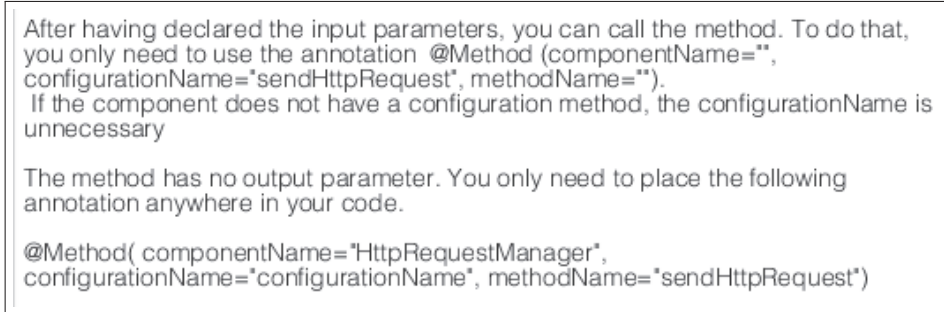 After having declared the input parameters, you can call the method. To do that,
you only need to use the annotation @Method (componentName="",
configurationName="sendHttpRequest", methodName="").
If the component does not have a configuration method, the configurationName is
unnecessary
The method has no output parameter. You only need to place the following
annotation anywhere in your code.
@Method( componentName="HttpRequestManager",
configurationName="configurationName", methodName="sendHttpRequest")